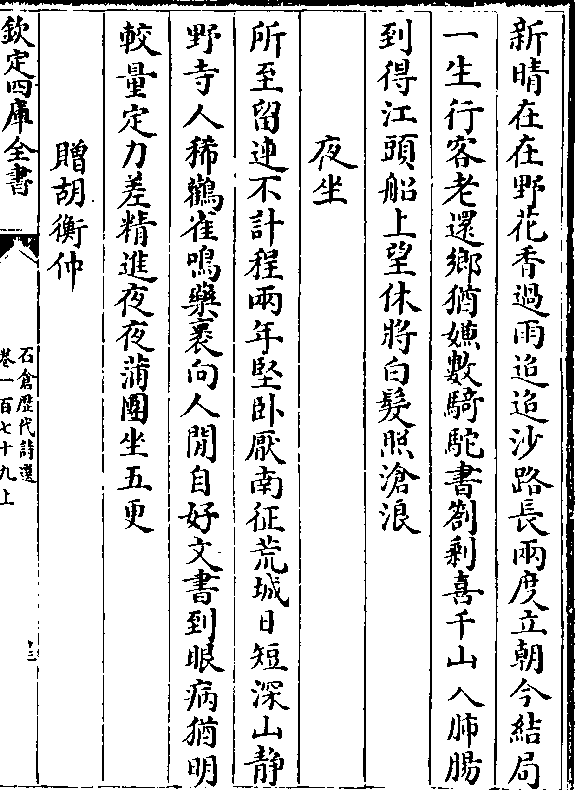 新晴在在野花香過雨迢迢沙路長兩度立朝今結局
一生行客老還鄉猶嫌數騎駝書劄剩喜千山入肺腸
到得江頭船上望休將白髮照滄浪
夜坐
所至留連不計程兩年堅卧厭南征荒城日短深山静
野寺人稀鸛雀鳴藥裹向人閒自好文書到眼病猶明
較量定力差精進夜夜蒲團坐五更
贈胡衡仲
欽定四庫全書
石倉歷代詩選
卷一百七十九上
十三